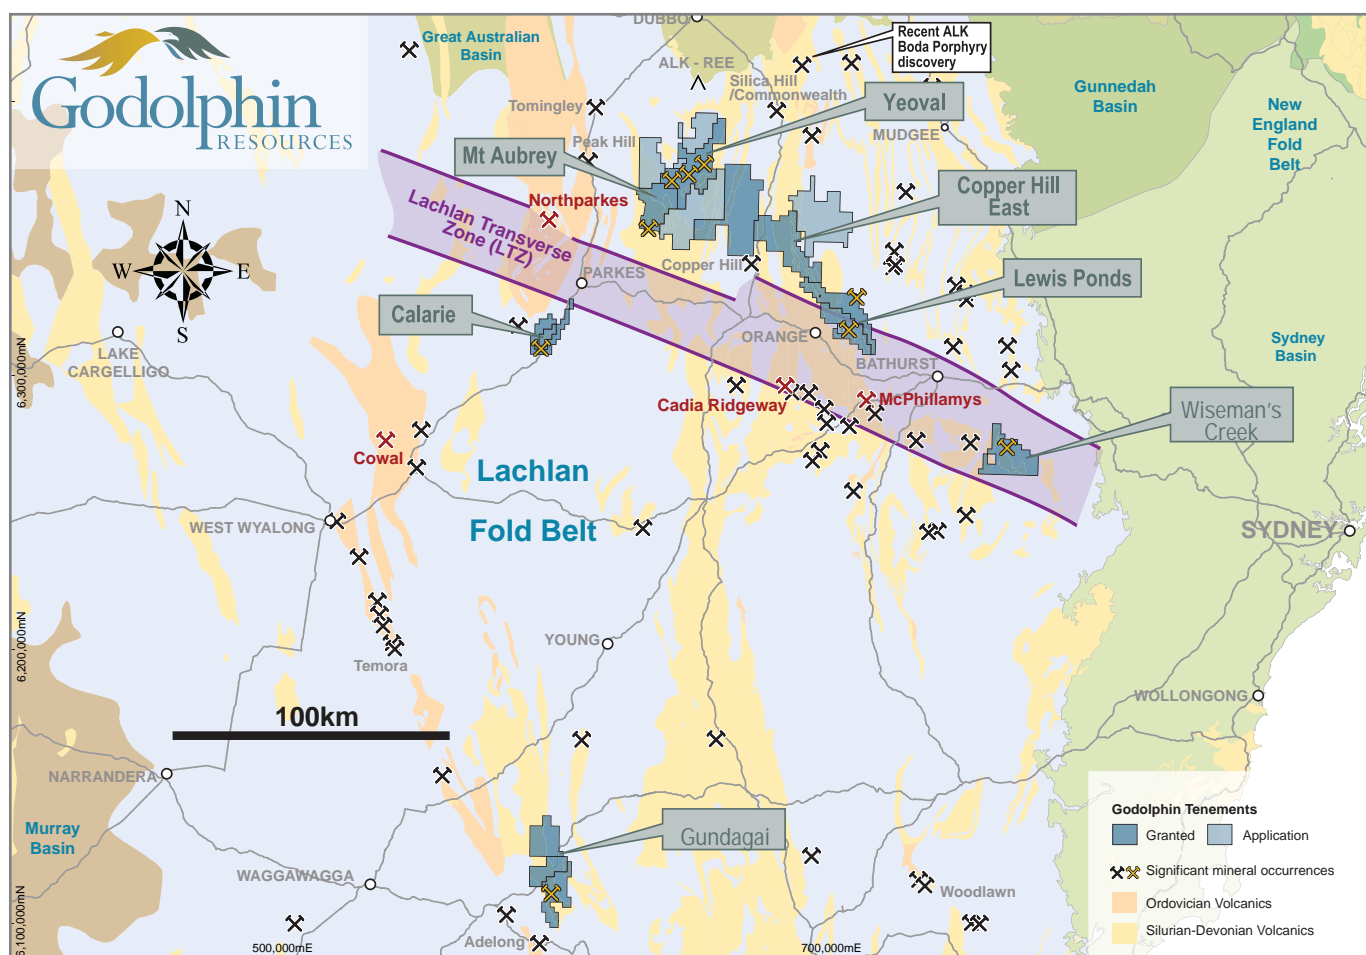 DUBBO
Great Australian
Basin
Recent ALK
Boda Porphyry
discovery
Godolphin
RESOURCES
ALK - REE
Silica Hill
/Commonwealth
Gunnedah
Basin
New
England
Fold
Belt
Tomingley
Yeoval
MUDGEE
Peak Hill
Mt Aubrey
Copper Hill
East
Northparkes
Lachlan Transverse
Zone (LTZ)
N
W
E
S
Copper Hill
PARKES
Lewis Ponds
Calarie
ORANGE
LAKE
CARGELLIGO
Sydney
Basin
BATHURST
6,300,000mN
Cadia Ridgeway
McPhillamys
Wiseman's
Creek
Cowal
Lachlan
Fold Belt
WEST WYALONG
SYDNEY
YOUNG
6,200,000mN
Temora
WOLLONGONG
100km
NARRANDERA
Murray
Basin
Gundagai
WAGGAWAGGA
Woodlawn
Adelong
6,100,000mN
500,000mE
700,000mE
Godolphin Tenements
Granted
Application
Significant mineral occurrences
Ordovician Volcanics
Silurian-Devonian Volcanics